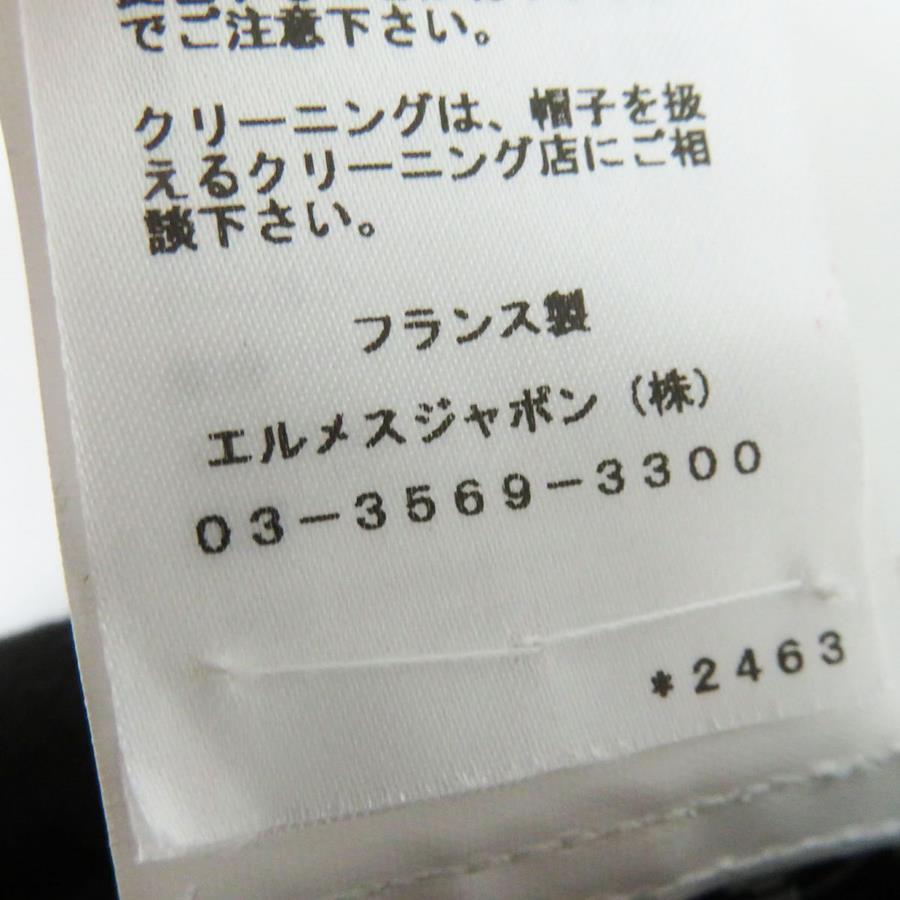 でご注意下さい。
クリーニングは、帽子を扱
えるクリーニング店にご相
談下さい。
フランス製
エルメスジャポン（株）
03－3569－3300
*2463